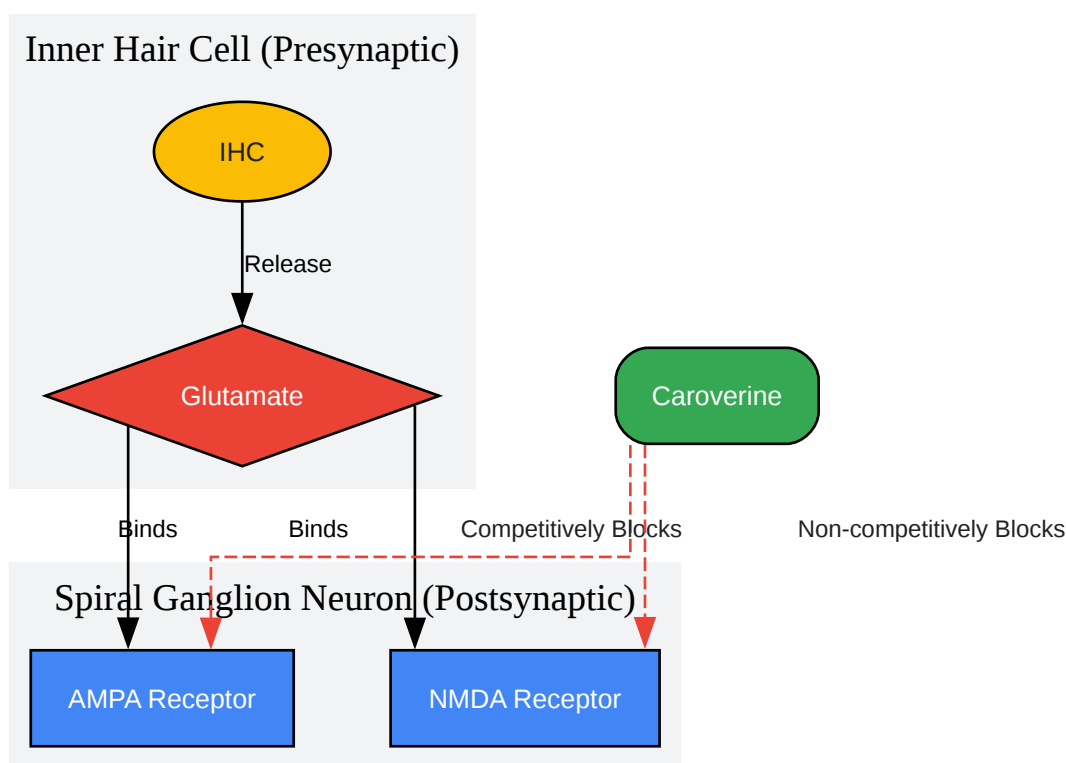 Inner Hair Cell (Presynaptic)
IHC
Release
Glutamate
Caroverine
Binds
Binds
Competitively Blocks
Non-competitively Blocks
Spiral Ganglion Neuron (Postsynaptic)
AMPA Receptor
NMDA Receptor